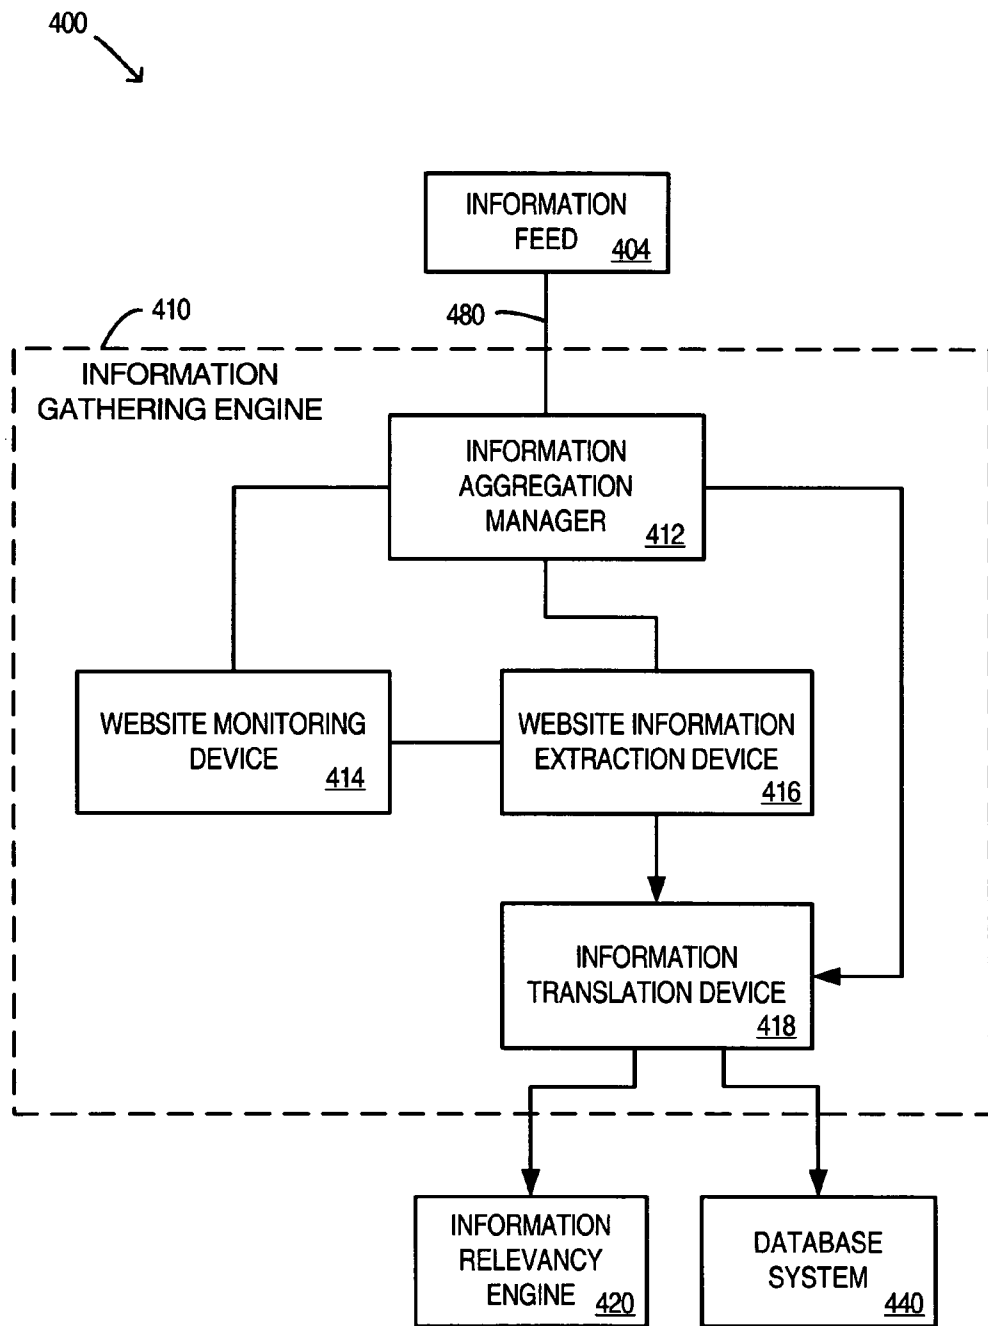 400
INFORMATION
FEED
404
480
410
INFORMATION
GATHERING ENGINE
INFORMATION
AGGREGATION
MANAGER
412
WEBSITE MONITORING
DEVICE
414
WEBSITE INFORMATION
EXTRACTION DEVICE
416
INFORMATION
TRANSLATION DEVICE
418
INFORMATION
RELEVANCY
ENGINE
420
DATABASE
SYSTEM
440